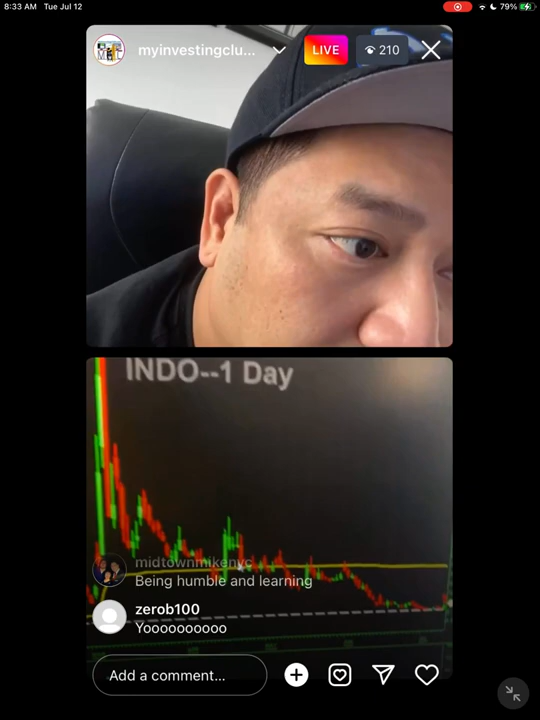 8:33 AM Tue Jul 12
79%
myinvestingclu...
LIVE
210
INDO--1 Day
midtownmikenyc
Being humble and learning
zerob100
Yoooooooooo
Add a comment...